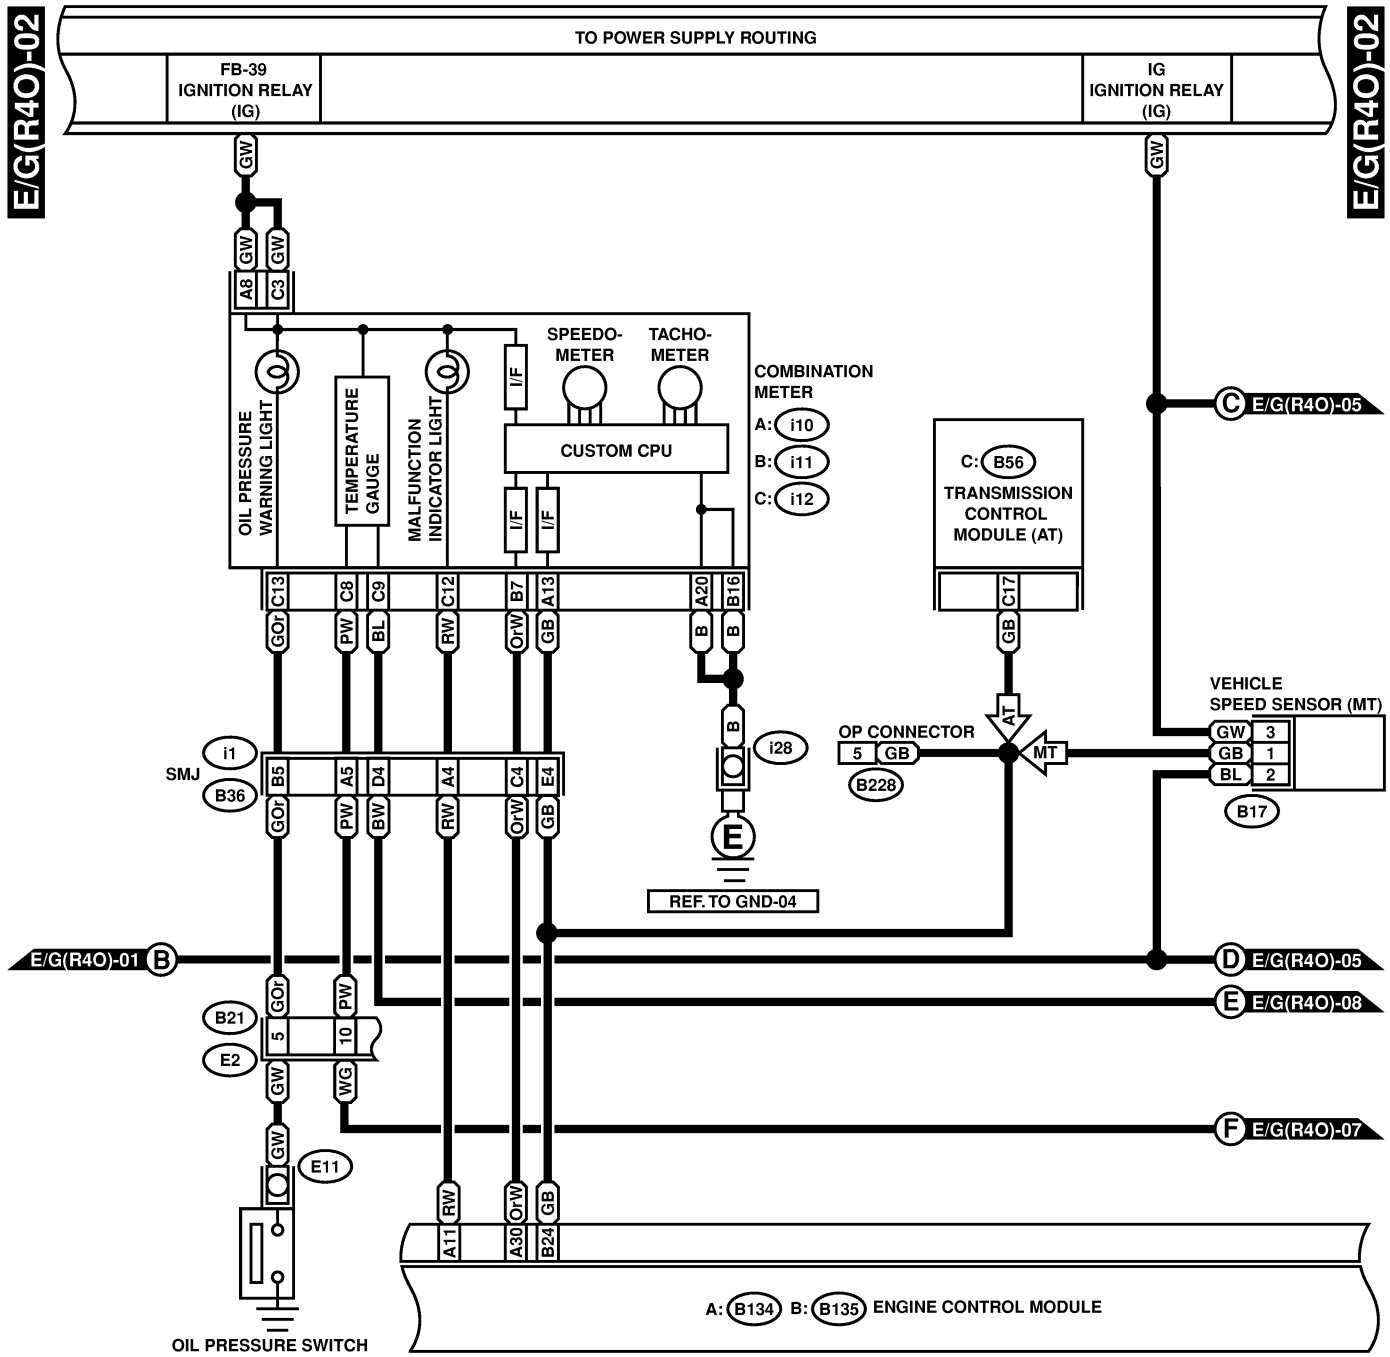 E/G(R4O)-02
E/G(R4O)-02
TO POWER SUPPLY ROUTING
FB-39
IGNITION RELAY
(IG)
IG
IGNITION RELAY
(IG)
GW
GW
GW
GW
A8
C3
OIL PRESSURE
WARNING LIGHT
TEMPERATURE
GAUGE
MALFUNCTION
INDICATOR LIGHT
I/F
SPEEDO-
METER
TACHO-
METER
CUSTOM CPU
I/F
I/F
COMBINATION
METER
A: i10
B: i11
C: i12
C E/G(R4O)-05
C: B56
TRANSMISSION
CONTROL
MODULE (AT)
C13
C8
C9
C12
B7
A13
A20
B16
C17
GOr
PW
BL
RW
OrW
GB
B
B
GB
AT
MT
VEHICLE
SPEED SENSOR (MT)
GW 3
GB 1
BL 2
B17
OP CONNECTOR
5 GB
B228
B
i28
E
REF. TO GND-04
i1
SMJ
B36
B5
A5
D4
A4
C4
E4
GOr
PW
BW
RW
OrW
GB
E/G(R4O)-01 B
D E/G(R4O)-05
E E/G(R4O)-08
GOr
PW
B21
E2
5
10
GW
WG
F E/G(R4O)-07
GW
E11
OIL PRESSURE SWITCH
RW
OrW
GB
A11
A30
B24
A: B134 B: B135 ENGINE CONTROL MODULE